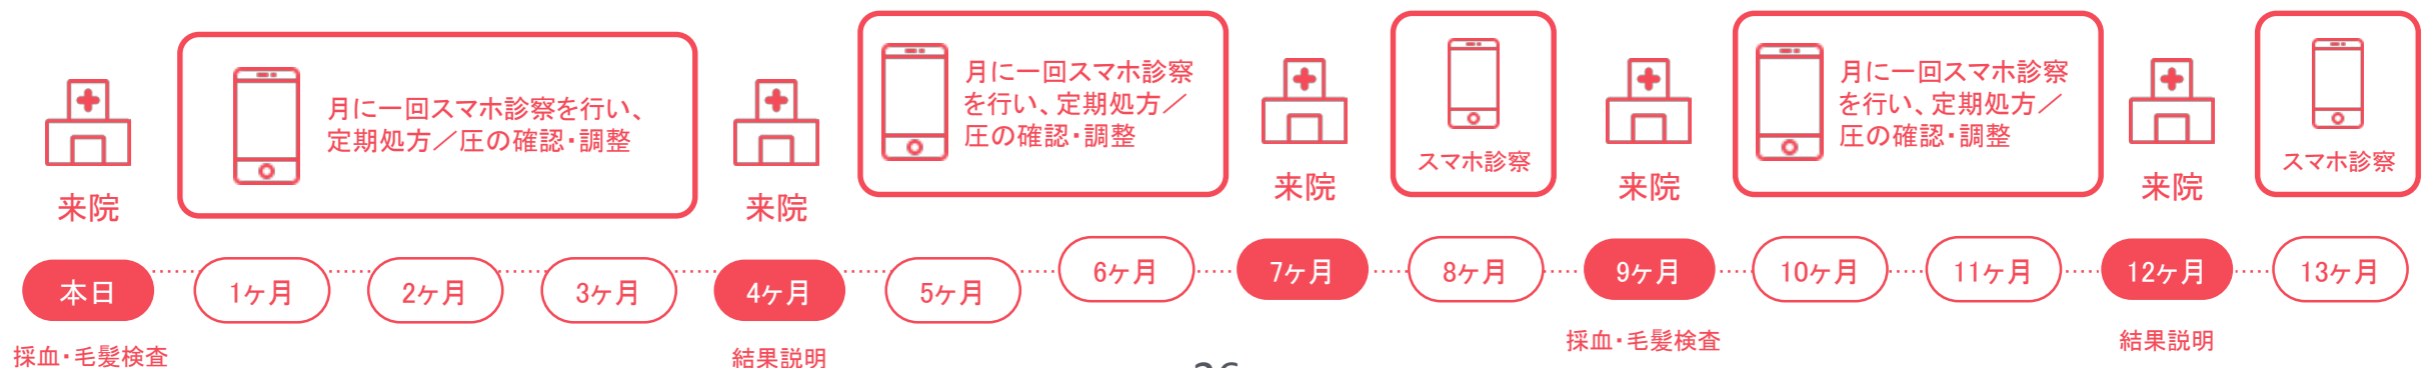 月に一回スマホ診察を行い、
定期処方／圧の確認・調整
月に一回スマホ診察
を行い、定期処方／
圧の確認・調整
スマホ診察
月に一回スマホ診察
を行い、定期処方／
圧の確認・調整
スマホ診察
来院
来院
来院
来院
来院
本日
1ヶ月
2ヶ月
3ヶ月
4ヶ月
5ヶ月
6ヶ月
7ヶ月
8ヶ月
9ヶ月
10ヶ月
11ヶ月
12ヶ月
13ヶ月
採血・毛髪検査
結果説明
採血・毛髪検査
結果説明